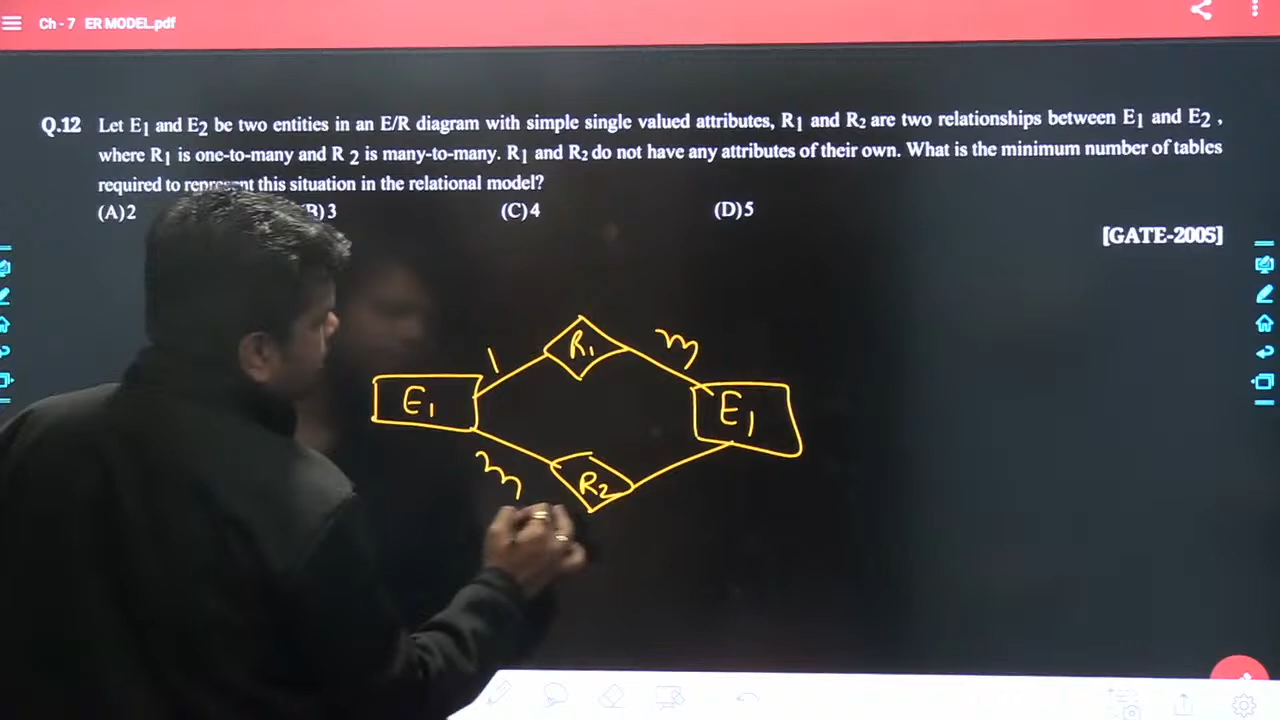 Ch - 7 ER MODEL.pdf
Q.12 Let E1 and E2 be two entities in an E/R diagram with simple single valued attributes, R1 and R2 are two relationships between E1 and E2 ,
where R1 is one-to-many and R 2 is many-to-many. R1 and R2 do not have any attributes of their own. What is the minimum number of tables
required to represent this situation in the relational model?
(A) 2 (B) 3 (C) 4 (D) 5
[GATE-2005]
1 R1 m
E1 E1
m R2